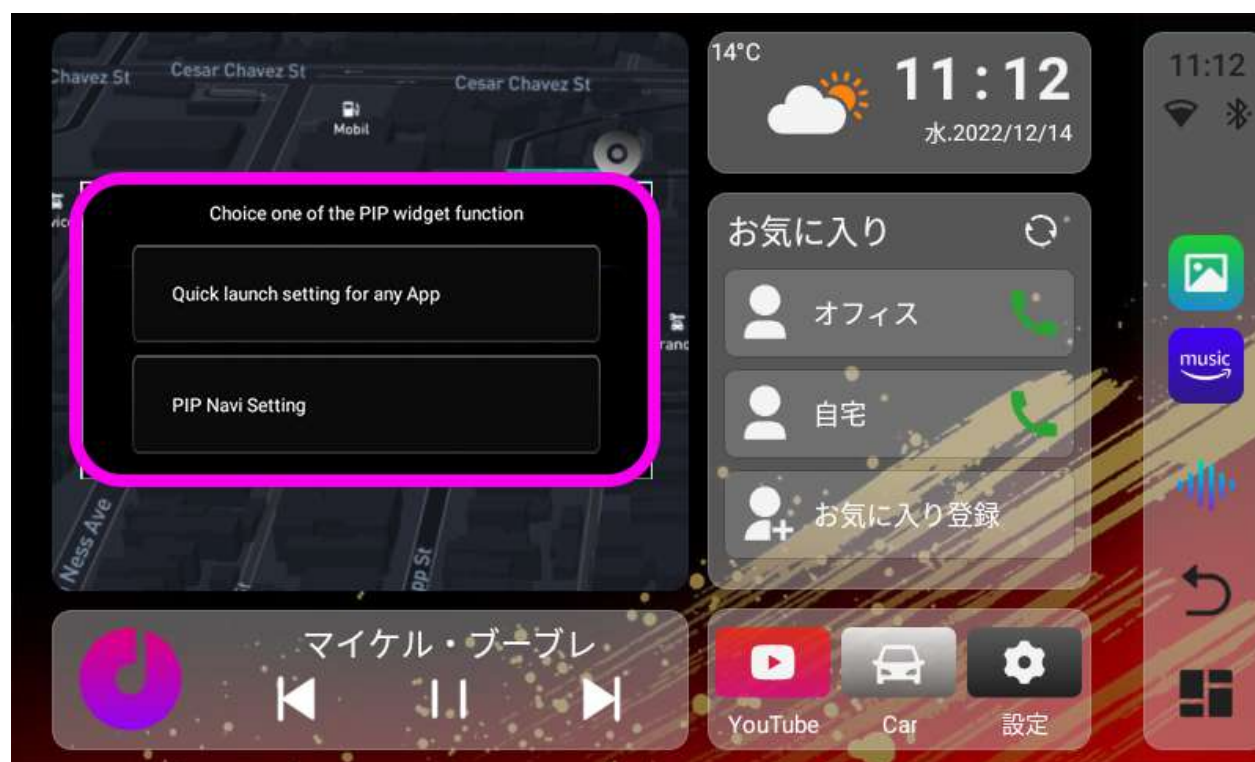 Chavez St
Cesar Chavez St
Cesar Chavez St
Mobil
Choice one of the PIP widget function
Quick launch setting for any App
PIP Navi Setting
Ness Ave
14°C
11:12
水.2022/12/14
お気に入り
オフィス
自宅
お気に入り登録
マイケル・ブーブレ
YouTube
Car
設定
11:12
music